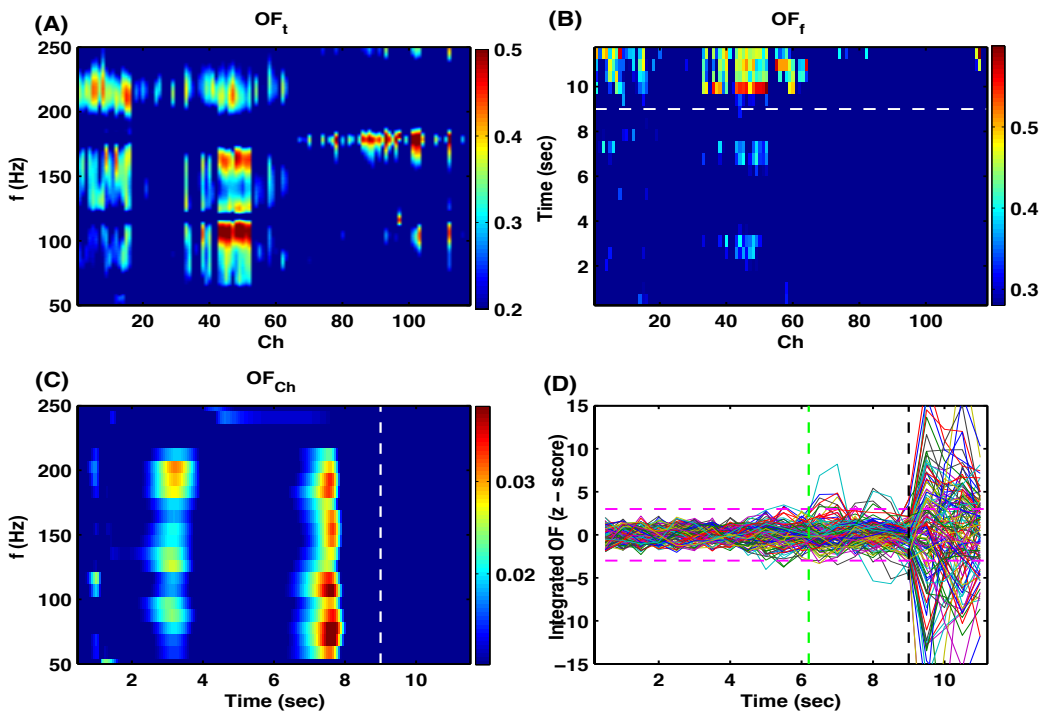 (A)
OF_t
250
200
150
100
50
f (Hz)
20 40 60 80 100
Ch
0.5
0.4
0.3
0.2
(B)
OF_f
10
8
6
4
2
Time (sec)
20 40 60 80 100
Ch
0.5
0.4
0.3
(C)
OF_Ch
250
200
150
100
50
f (Hz)
2 4 6 8 10
Time (sec)
0.03
0.02
(D)
15
10
5
0
−5
−10
−15
Integrated OF (z − score)
2 4 6 8 10
Time (sec)